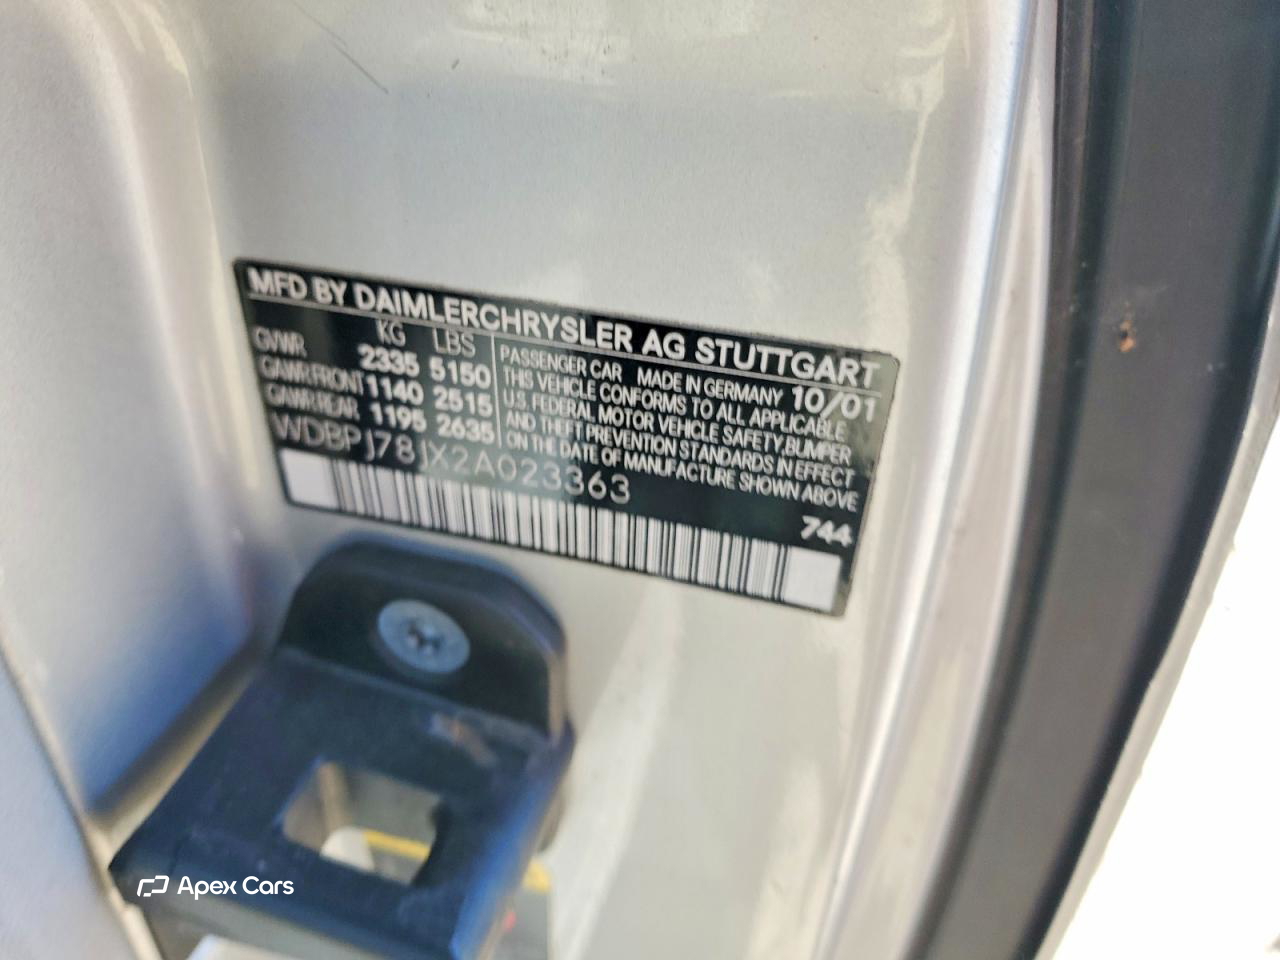 MFD BY DAIMLERCHRYSLER AG STUTTGART
KG LBS
GVWR 2335 5150
GAWR FRONT 1140 2515
GAWR REAR 1195 2635
PASSENGER CAR MADE IN GERMANY 10/01
THIS VEHICLE CONFORMS TO ALL APPLICABLE
U.S. FEDERAL MOTOR VEHICLE SAFETY,BUMPER
AND THEFT PREVENTION STANDARDS IN EFFECT
ON THE DATE OF MANUFACTURE SHOWN ABOVE
WDBPJ78JX2A023363
744
Apex Cars